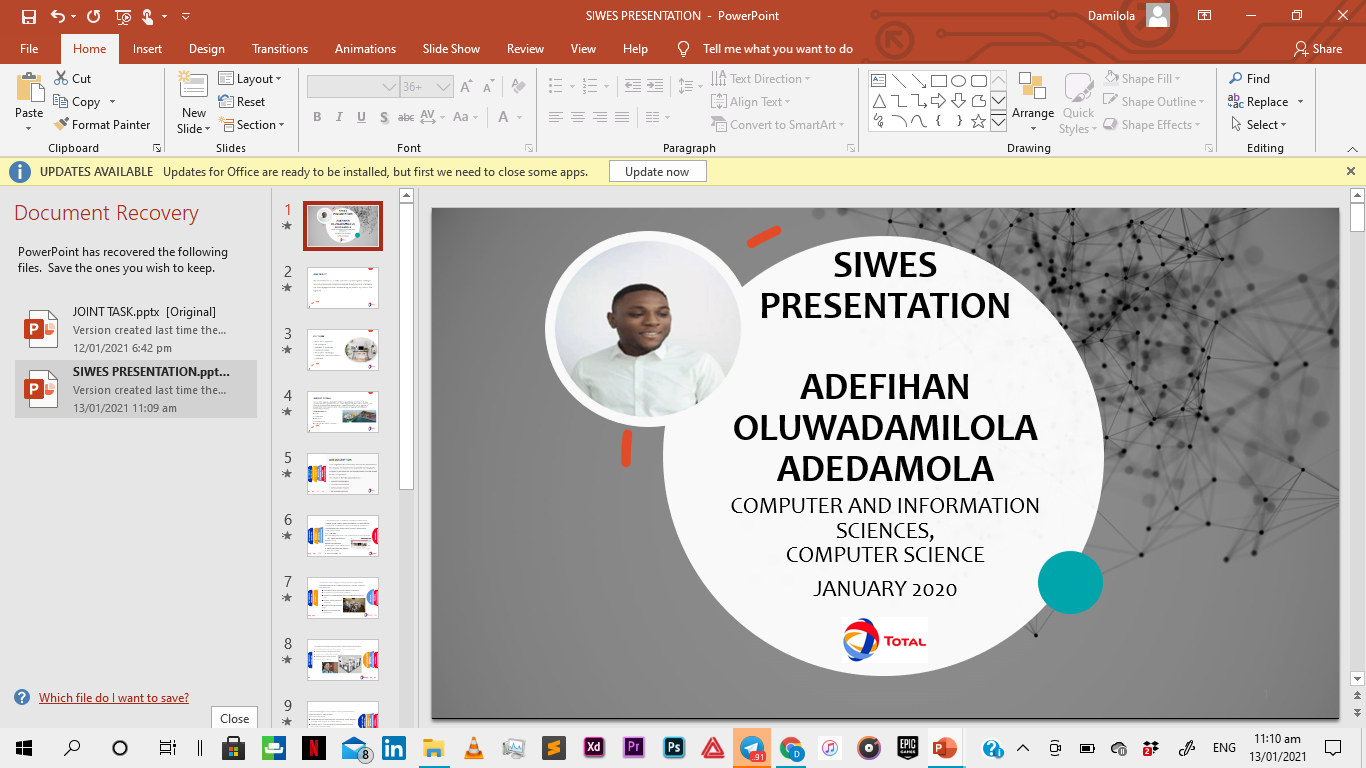 SIWES PRESENTATION - PowerPoint
Damilola
File Home Insert Design Transitions Animations Slide Show Review View Help Tell me what you want to do Share
Paste
Cut
Copy
Format Painter
Clipboard
New Slide
Layout
Reset
Section
Slides
36+
B I U S abc AV Aa A
Font
Text Direction
Align Text
Convert to SmartArt
Paragraph
Arrange
Quick Styles
Shape Fill
Shape Outline
Shape Effects
Drawing
Find
Replace
Select
Editing
UPDATES AVAILABLE Updates for Office are ready to be installed, but first we need to close some apps. Update now
Document Recovery
PowerPoint has recovered the following
files. Save the ones you wish to keep.
JOINT TASK.pptx [Original]
Version created last time the...
12/01/2021 6:42 pm
SIWES PRESENTATION.ppt...
Version created last time the...
13/01/2021 11:09 am
Which file do I want to save?
Close
1
2
3
4
5
6
7
8
9
SIWES
PRESENTATION
ADEFIHAN
OLUWADAMILOLA
ADEDAMOLA
COMPUTER AND INFORMATION
SCIENCES,
COMPUTER SCIENCE
JANUARY 2020
TOTAL
8
Xd
Pr
Ps
..91
D
EPIC GAMES
ENG
11:10 am
13/01/2021